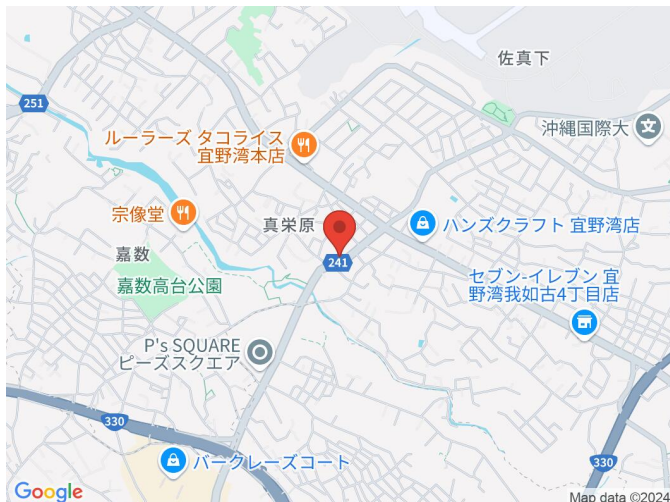 佐真下
251
沖縄国際大
ルーラーズ タコライス
宜野湾本店
宗像堂
真栄原
ハンズクラフト 宜野湾店
嘉数
241
嘉数高台公園
セブン-イレブン 宜
野湾我如古4丁目店
P's SQUARE
ピーズスクエア
330
330
バークレーズコート
Google
Map data ©2024